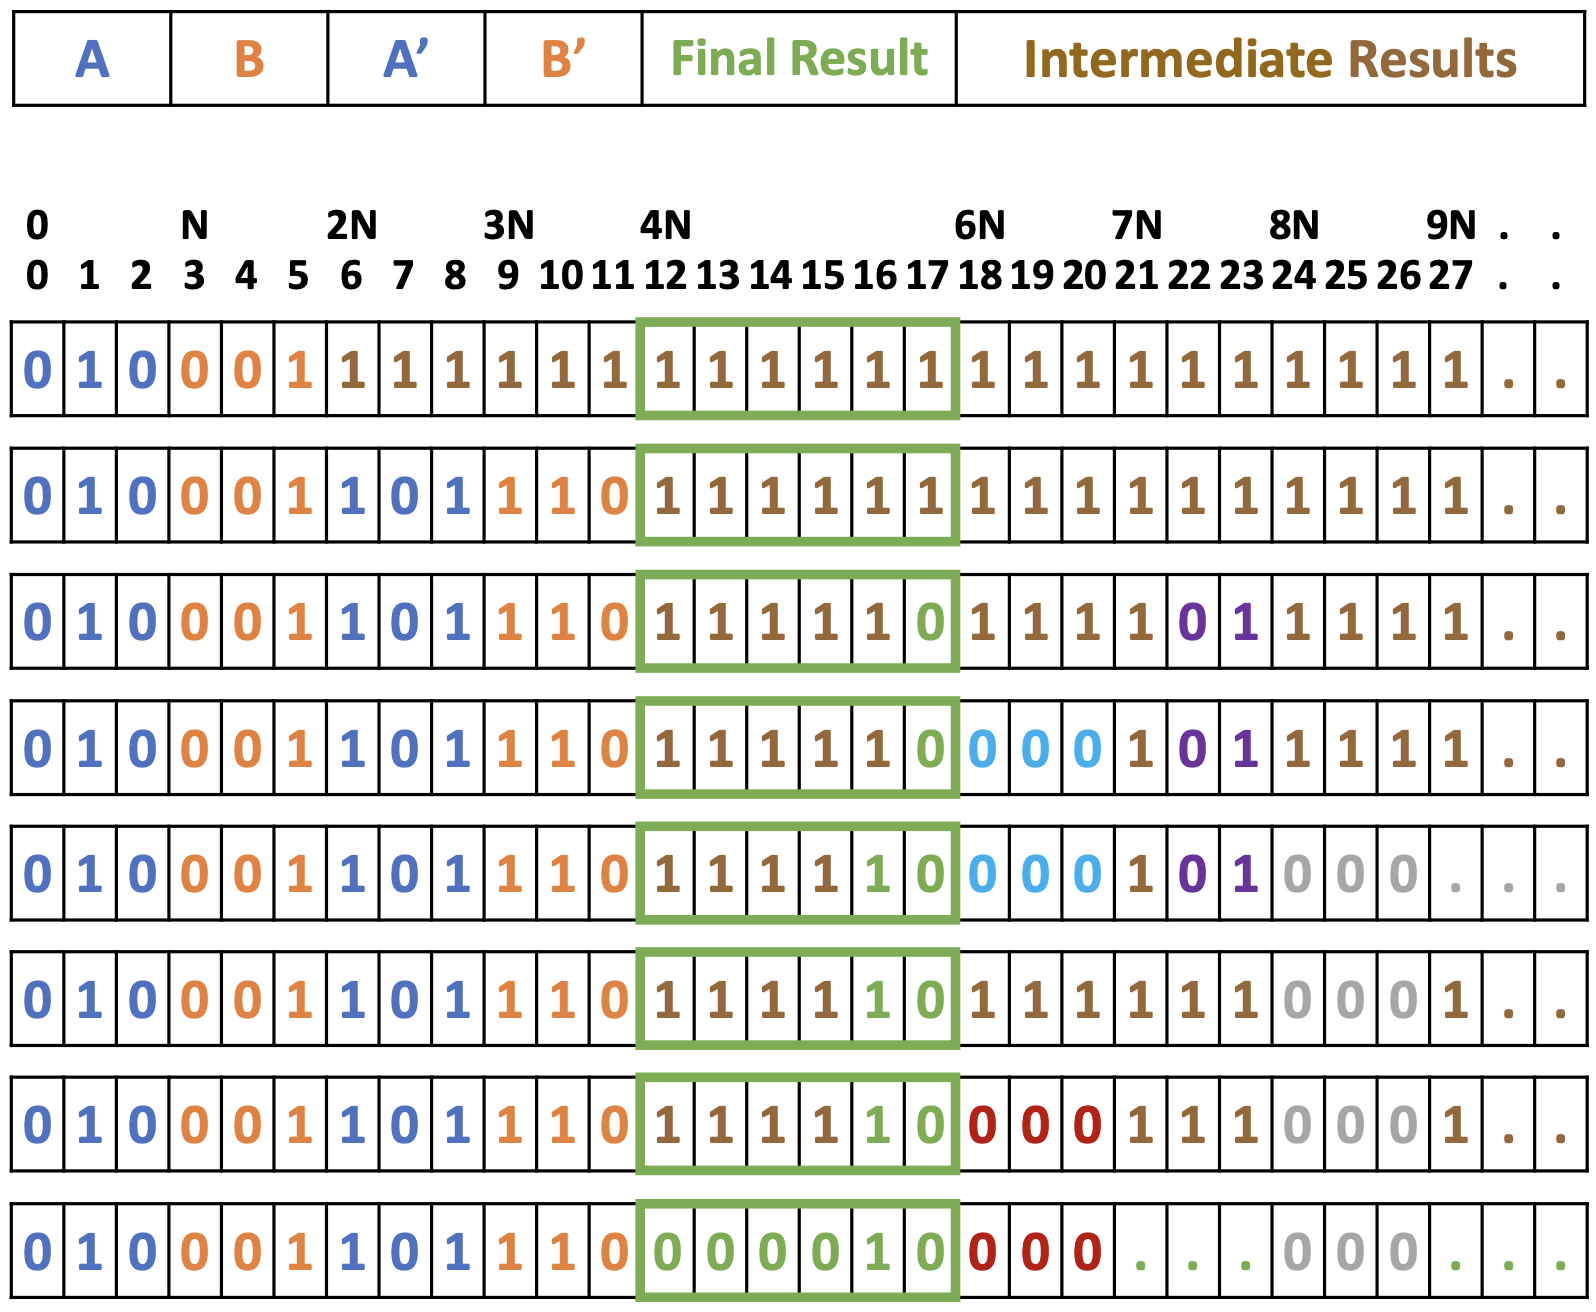 A B A’ B’ Final Result Intermediate Results
0 N 2N 3N 4N 6N 7N 8N 9N . .
0 1 2 3 4 5 6 7 8 9 10 11 12 13 14 15 16 17 18 19 20 21 22 23 24 25 26 27 . .
0 1 0 0 0 1 1 1 1 1 1 1 1 1 1 1 1 1 1 1 1 1 1 1 1 1 1 1 . .
0 1 0 0 0 1 1 0 1 1 1 0 1 1 1 1 1 1 1 1 1 1 1 1 1 1 1 1 . .
0 1 0 0 0 1 1 0 1 1 1 0 1 1 1 1 1 0 1 1 1 1 0 1 1 1 1 1 . .
0 1 0 0 0 1 1 0 1 1 1 0 1 1 1 1 1 0 0 0 0 1 0 1 1 1 1 1 . .
0 1 0 0 0 1 1 0 1 1 1 0 1 1 1 1 1 0 0 0 0 1 0 1 0 0 0 . . .
0 1 0 0 0 1 1 0 1 1 1 0 1 1 1 1 1 0 1 1 1 1 1 1 0 0 0 1 . .
0 1 0 0 0 1 1 0 1 1 1 0 1 1 1 1 1 0 0 0 0 1 1 1 0 0 0 1 . .
0 1 0 0 0 1 1 0 1 1 1 0 0 0 0 0 1 0 0 0 0 . . . 0 0 0 . . .